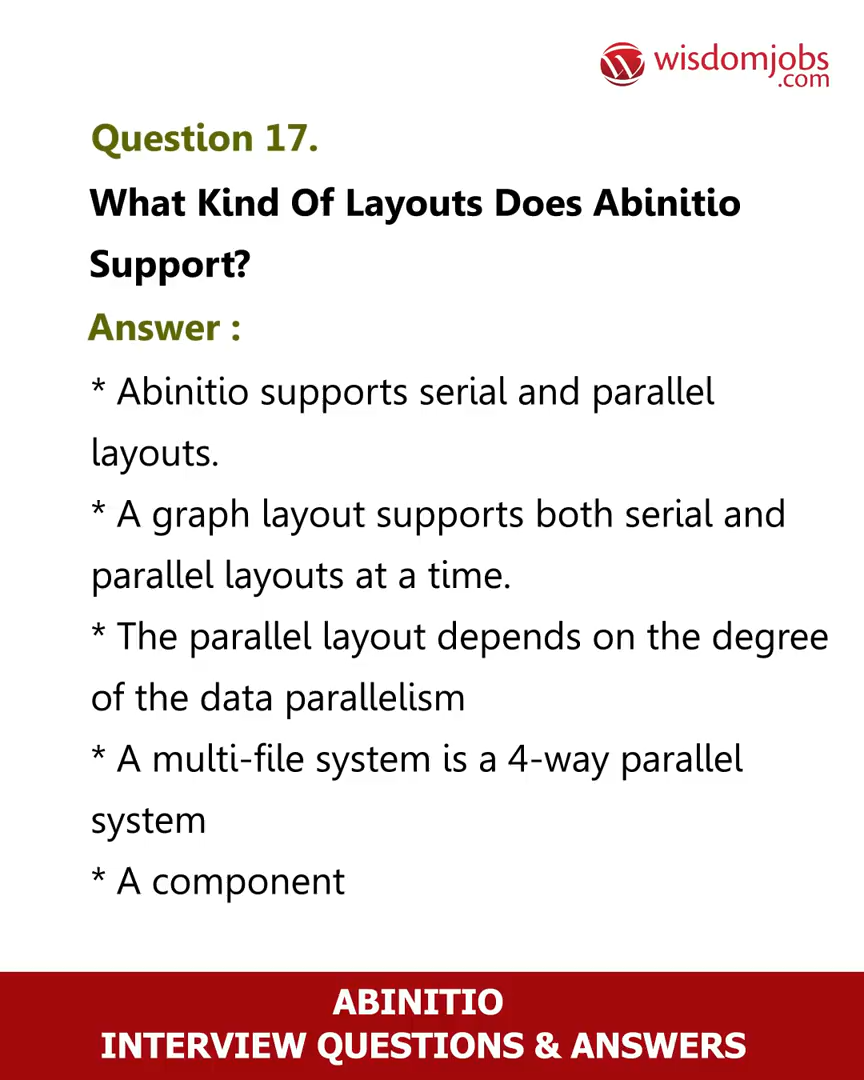 wisdomjobs
.com
Question 17.
What Kind Of Layouts Does Abinitio
Support?
Answer :
* Abinitio supports serial and parallel
layouts.
* A graph layout supports both serial and
parallel layouts at a time.
* The parallel layout depends on the degree
of the data parallelism
* A multi-file system is a 4-way parallel
system
* A component
ABINITIO
INTERVIEW QUESTIONS & ANSWERS